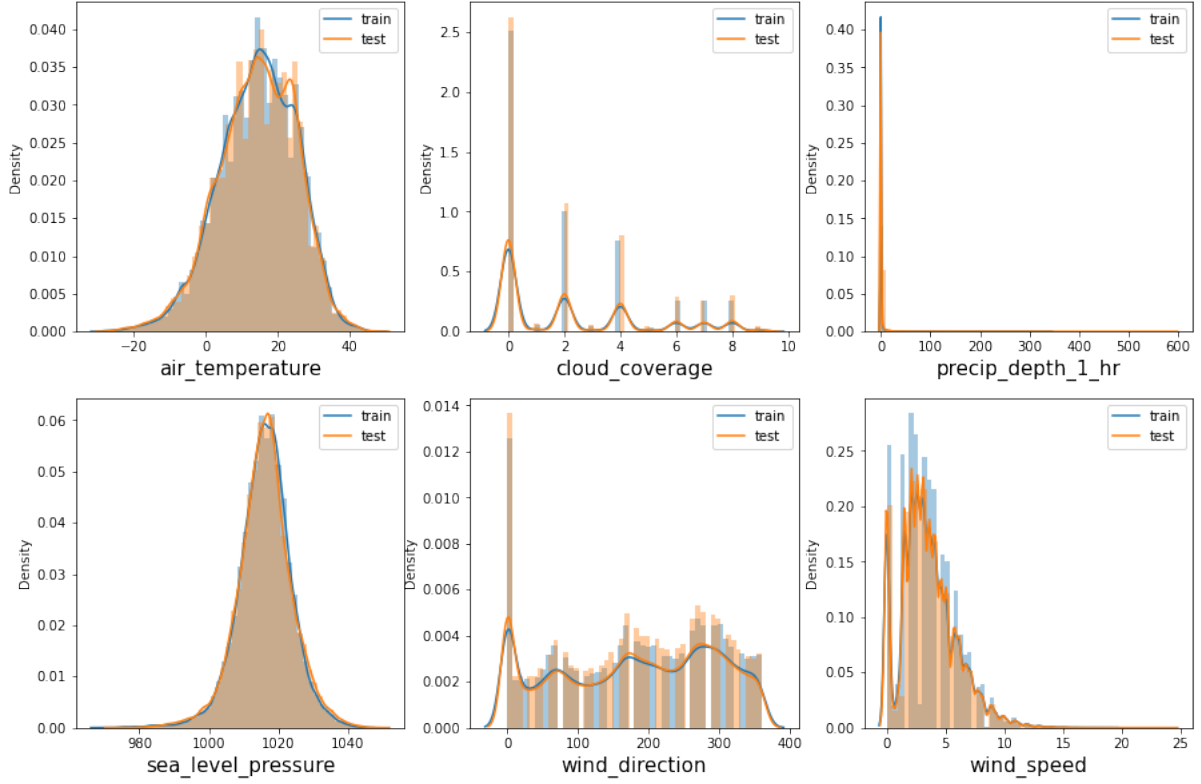 0.040
0.035
0.030
0.025
0.020
0.015
0.010
0.005
0.000
Density
train
test
−20 0 20 40
air_temperature
2.5
2.0
1.5
1.0
0.5
0.0
Density
train
test
0 2 4 6 8 10
cloud_coverage
0.40
0.35
0.30
0.25
0.20
0.15
0.10
0.05
0.00
Density
train
test
0 100 200 300 400 500 600
precip_depth_1_hr
0.06
0.05
0.04
0.03
0.02
0.01
0.00
Density
train
test
980 1000 1020 1040
sea_level_pressure
0.014
0.012
0.010
0.008
0.006
0.004
0.002
0.000
Density
train
test
0 100 200 300 400
wind_direction
0.25
0.20
0.15
0.10
0.05
0.00
Density
train
test
0 5 10 15 20 25
wind_speed